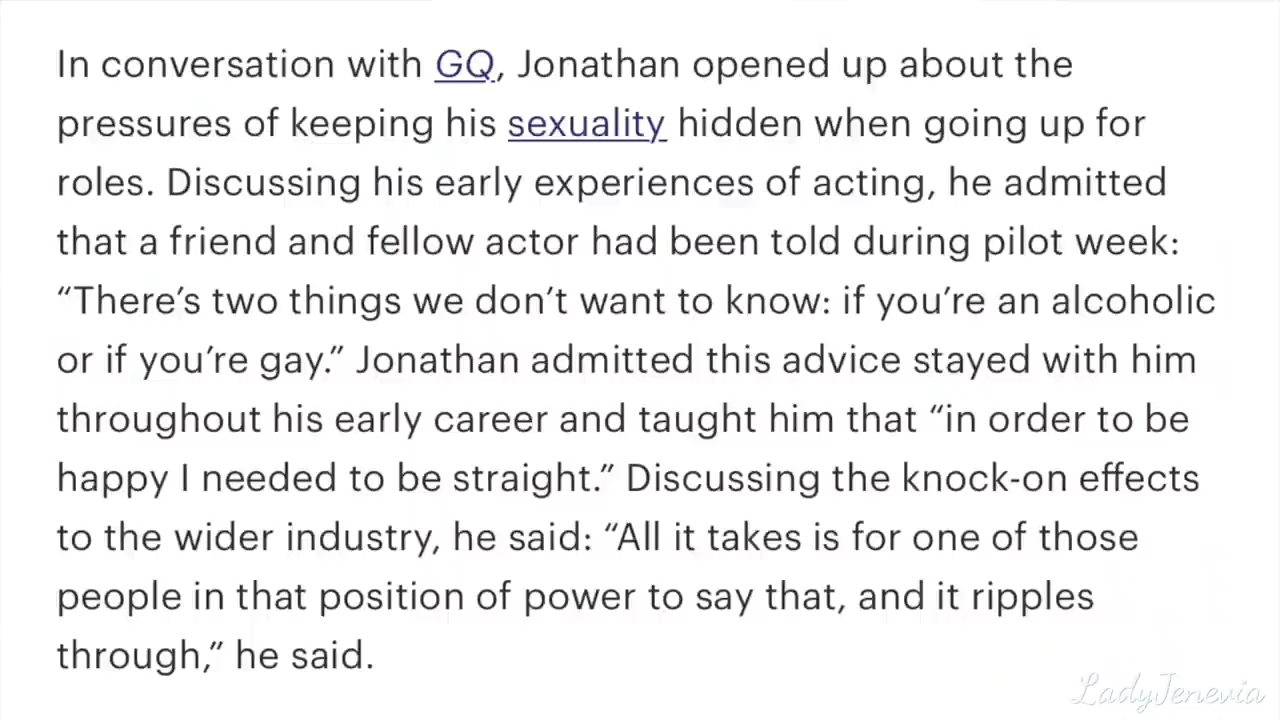 In conversation with GQ, Jonathan opened up about the
pressures of keeping his sexuality hidden when going up for
roles. Discussing his early experiences of acting, he admitted
that a friend and fellow actor had been told during pilot week:
“There’s two things we don’t want to know: if you’re an alcoholic
or if you’re gay.” Jonathan admitted this advice stayed with him
throughout his early career and taught him that “in order to be
happy I needed to be straight.” Discussing the knock-on effects
to the wider industry, he said: “All it takes is for one of those
people in that position of power to say that, and it ripples
through,” he said.
LadyJenevia